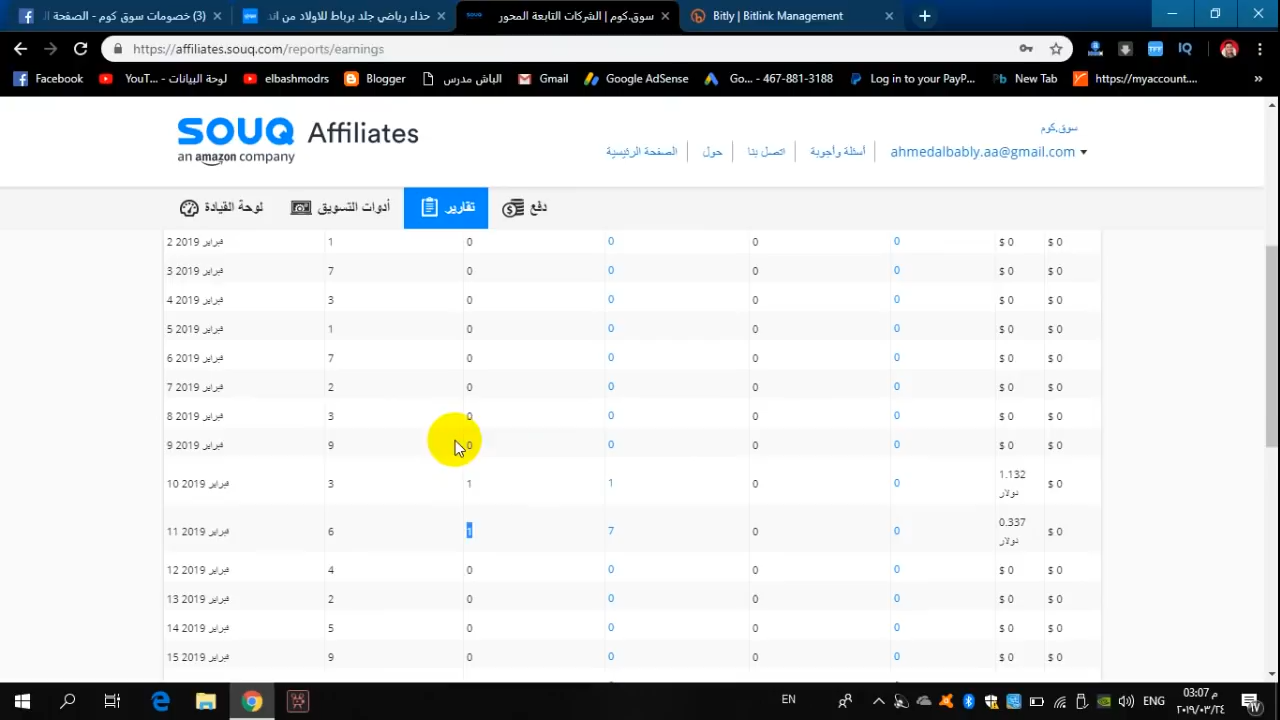 (3) خصومات سوق كوم - الصفحة ال
حذاء رياضي جلد برباط للاولاد من اند
سوق.كوم | الشركات التابعة المحور
Bitly | Bitlink Management
https://affiliates.souq.com/reports/earnings
Facebook
YouT... - لوحة البيانات
elbashmodrs
Blogger
الباش مدرس
Gmail
Google AdSense
Go... - 467-881-3188
Log in to your PayP...
New Tab
https://myaccount....
»
souq Affiliates
an amazon company
سوق.كوم
الصفحة الرئيسية
حول
اتصل بنا
أسئلة وأجوبة
ahmedalbably.aa@gmail.com
لوحة القيادة
أدوات التسويق
تقارير
دفع
2 فبراير 2019 1 0 0 0 0 $ 0 $ 0
3 فبراير 2019 7 0 0 0 0 $ 0 $ 0
4 فبراير 2019 3 0 0 0 0 $ 0 $ 0
5 فبراير 2019 1 0 0 0 0 $ 0 $ 0
6 فبراير 2019 7 0 0 0 0 $ 0 $ 0
7 فبراير 2019 2 0 0 0 0 $ 0 $ 0
8 فبراير 2019 3 0 0 0 0 $ 0 $ 0
9 فبراير 2019 9 0 0 0 0 $ 0 $ 0
10 فبراير 2019 3 1 1 0 0 1.132 دولار $ 0
11 فبراير 2019 6 1 7 0 0 0.337 دولار $ 0
12 فبراير 2019 4 0 0 0 0 $ 0 $ 0
13 فبراير 2019 2 0 0 0 0 $ 0 $ 0
14 فبراير 2019 5 0 0 0 0 $ 0 $ 0
15 فبراير 2019 9 0 0 0 0 $ 0 $ 0
EN
ENG
03:07 م
٢٠١٩/٠٣/٢٤